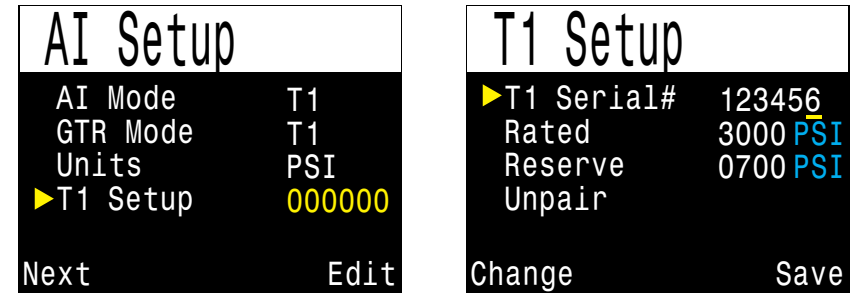 AI Setup
AI Mode T1
GTR Mode T1
Units PSI
T1 Setup 000000
Next Edit
T1 Setup
T1 Serial# 123456
Rated 3000 PSI
Reserve 0700 PSI
Unpair
Change Save